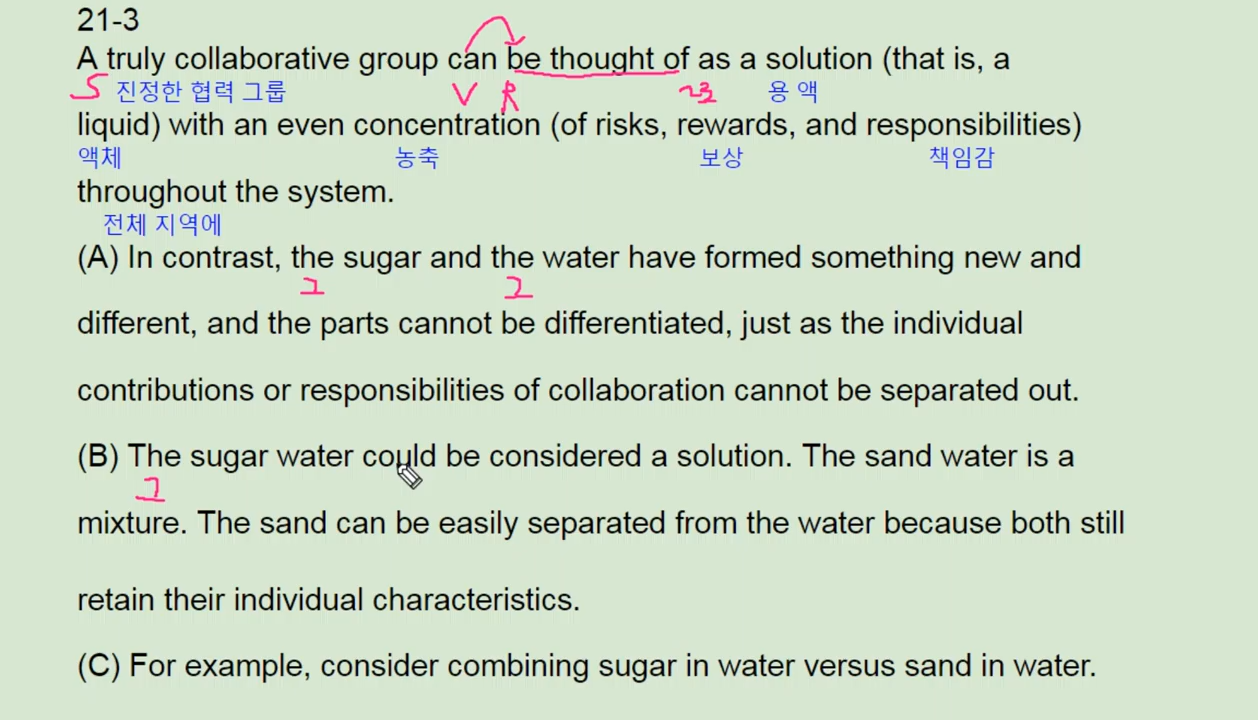 21-3
A truly collaborative group can be thought of as a solution (that is, a
S 진정한 협력 그룹 V R 용 액
liquid) with an even concentration (of risks, rewards, and responsibilities)
액체 농축 보상 책임감
throughout the system.
전체 지역에
(A) In contrast, the sugar and the water have formed something new and
그 그
different, and the parts cannot be differentiated, just as the individual
contributions or responsibilities of collaboration cannot be separated out.
(B) The sugar water could be considered a solution. The sand water is a
그
mixture. The sand can be easily separated from the water because both still
retain their individual characteristics.
(C) For example, consider combining sugar in water versus sand in water.